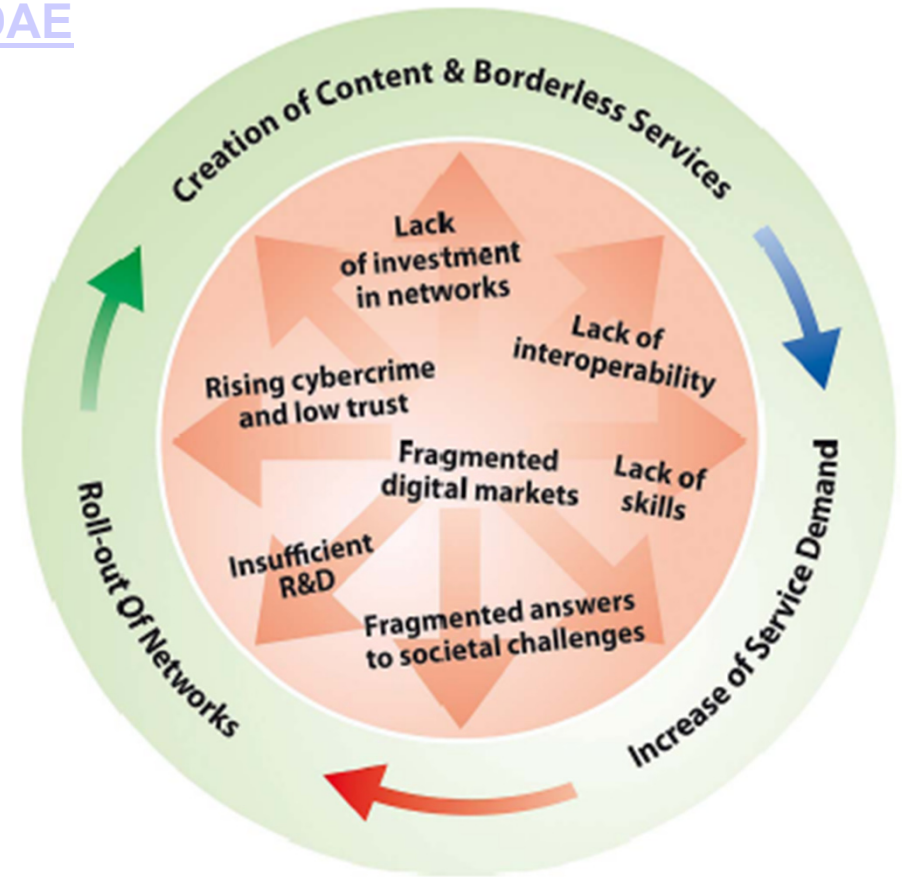 DAE
Creation of Content & Borderless Services
Lack
of investment
in networks
Lack of
interoperability
Rising cybercrime
and low trust
Fragmented
digital markets
Lack of
skills
Insufficient
R&D
Fragmented answers
to societal challenges
Increase of Service Demand
Roll-out Of Networks